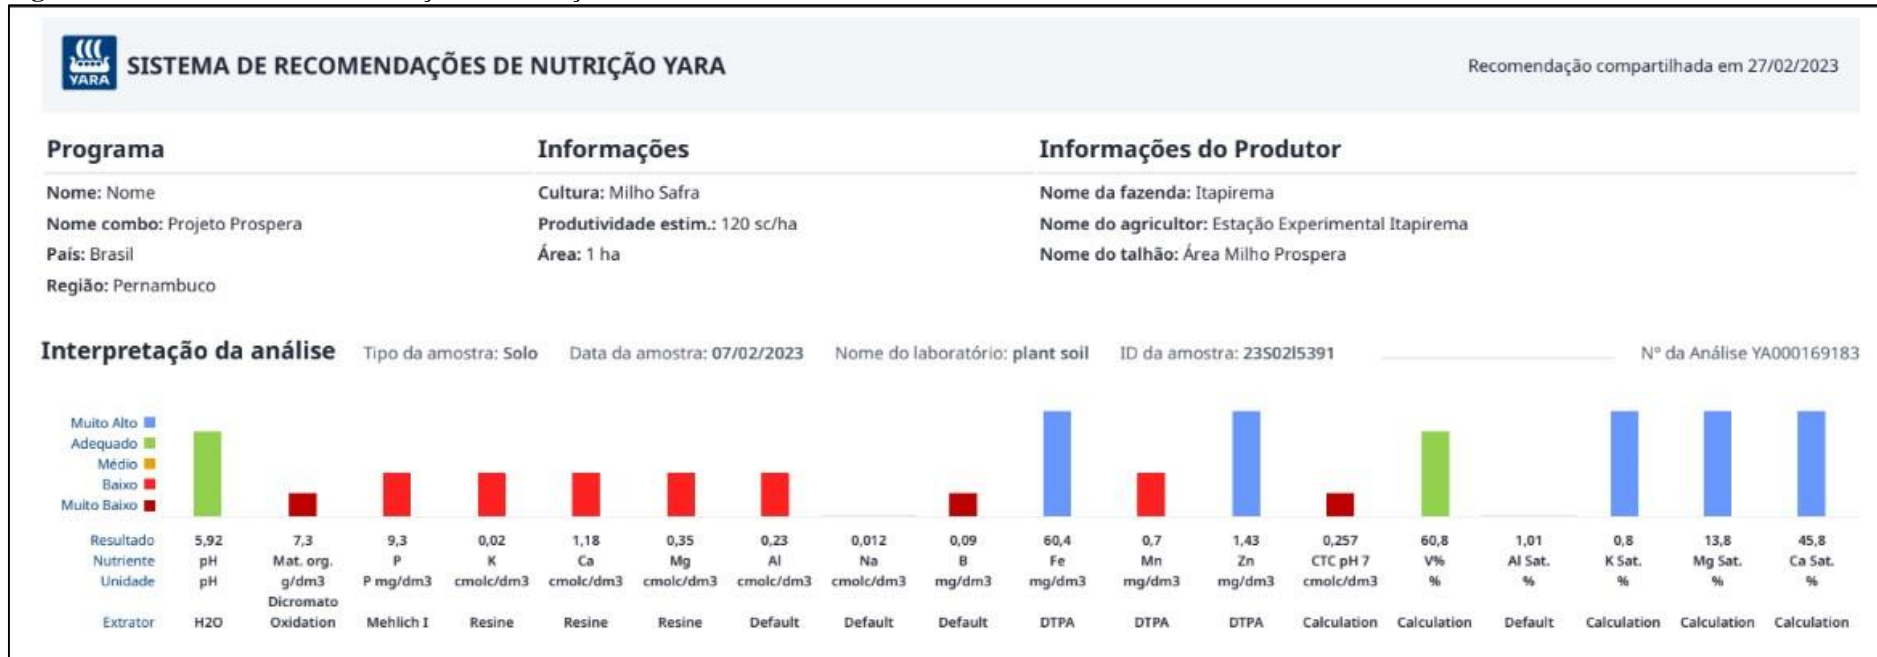 YARA
SISTEMA DE RECOMENDAÇÕES DE NUTRIÇÃO YARA
Recomendação compartilhada em 27/02/2023
Programa Informações Informações do Produtor
Nome: Nome Cultura: Milho Safra Nome da fazenda: Itapirema
Nome combo: Projeto Prospera Produtividade estim.: 120 sc/ha Nome do agricultor: Estação Experimental Itapirema
País: Brasil Área: 1 ha Nome do talhão: Área Milho Prospera
Região: Pernambuco
Interpretação da análise Tipo da amostra: Solo Data da amostra: 07/02/2023 Nome do laboratório: plant soil ID da amostra: 23S02l5391 Nº da Análise YA000169183
Muito Alto
Adequado
Médio
Baixo
Muito Baixo
Resultado 5,92 7,3 9,3 0,02 1,18 0,35 0,23 0,012 0,09 60,4 0,7 1,43 0,257 60,8 1,01 0,8 13,8 45,8
Nutriente pH Mat. org. P K Ca Mg Al Na B Fe Mn Zn CTC pH 7 V% Al Sat. K Sat. Mg Sat. Ca Sat.
Unidade pH g/dm3 P mg/dm3 cmolc/dm3 cmolc/dm3 cmolc/dm3 cmolc/dm3 cmolc/dm3 mg/dm3 mg/dm3 mg/dm3 mg/dm3 cmolc/dm3 % % % % %
Dicromato
Extrator H2O Oxidation Mehlich I Resine Resine Resine Default Default Default DTPA DTPA DTPA Calculation Calculation Default Calculation Calculation Calculation